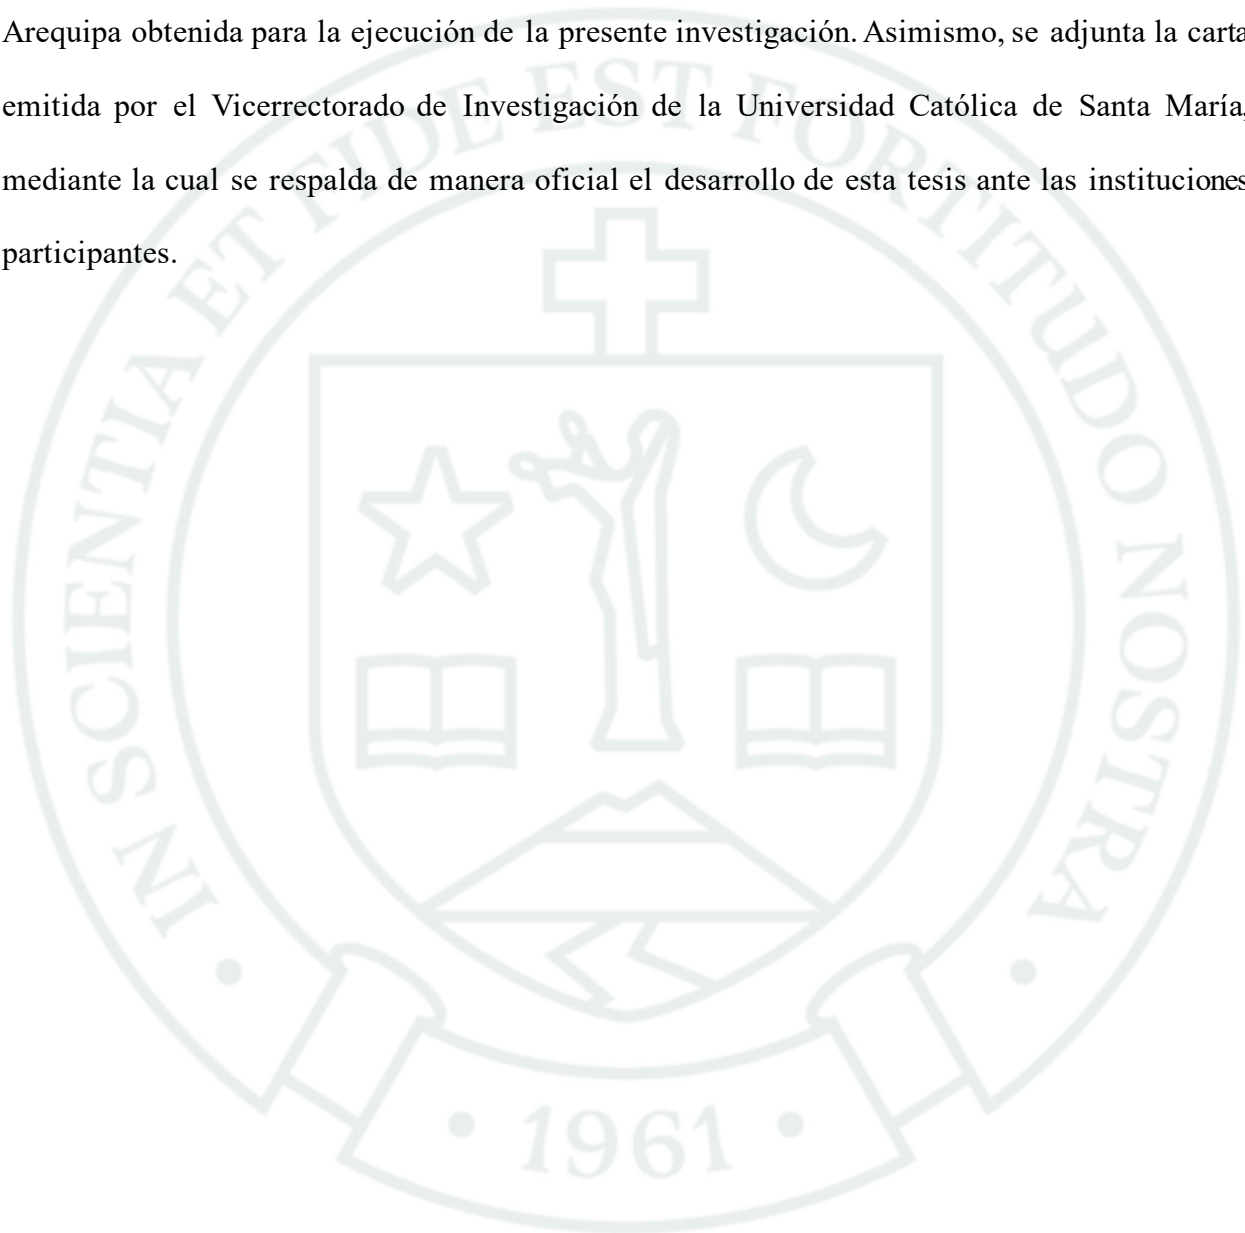 Arequipa obtenida para la ejecución de la presente investigación. Asimismo, se adjunta la carta
emitida por el Vicerrectorado de Investigación de la Universidad Católica de Santa María,
mediante la cual se respalda de manera oficial el desarrollo de esta tesis ante las instituciones
participantes.
IN SCIENTIA ET FIDE EST FORTITUDO NOSTRA
• 1961 •